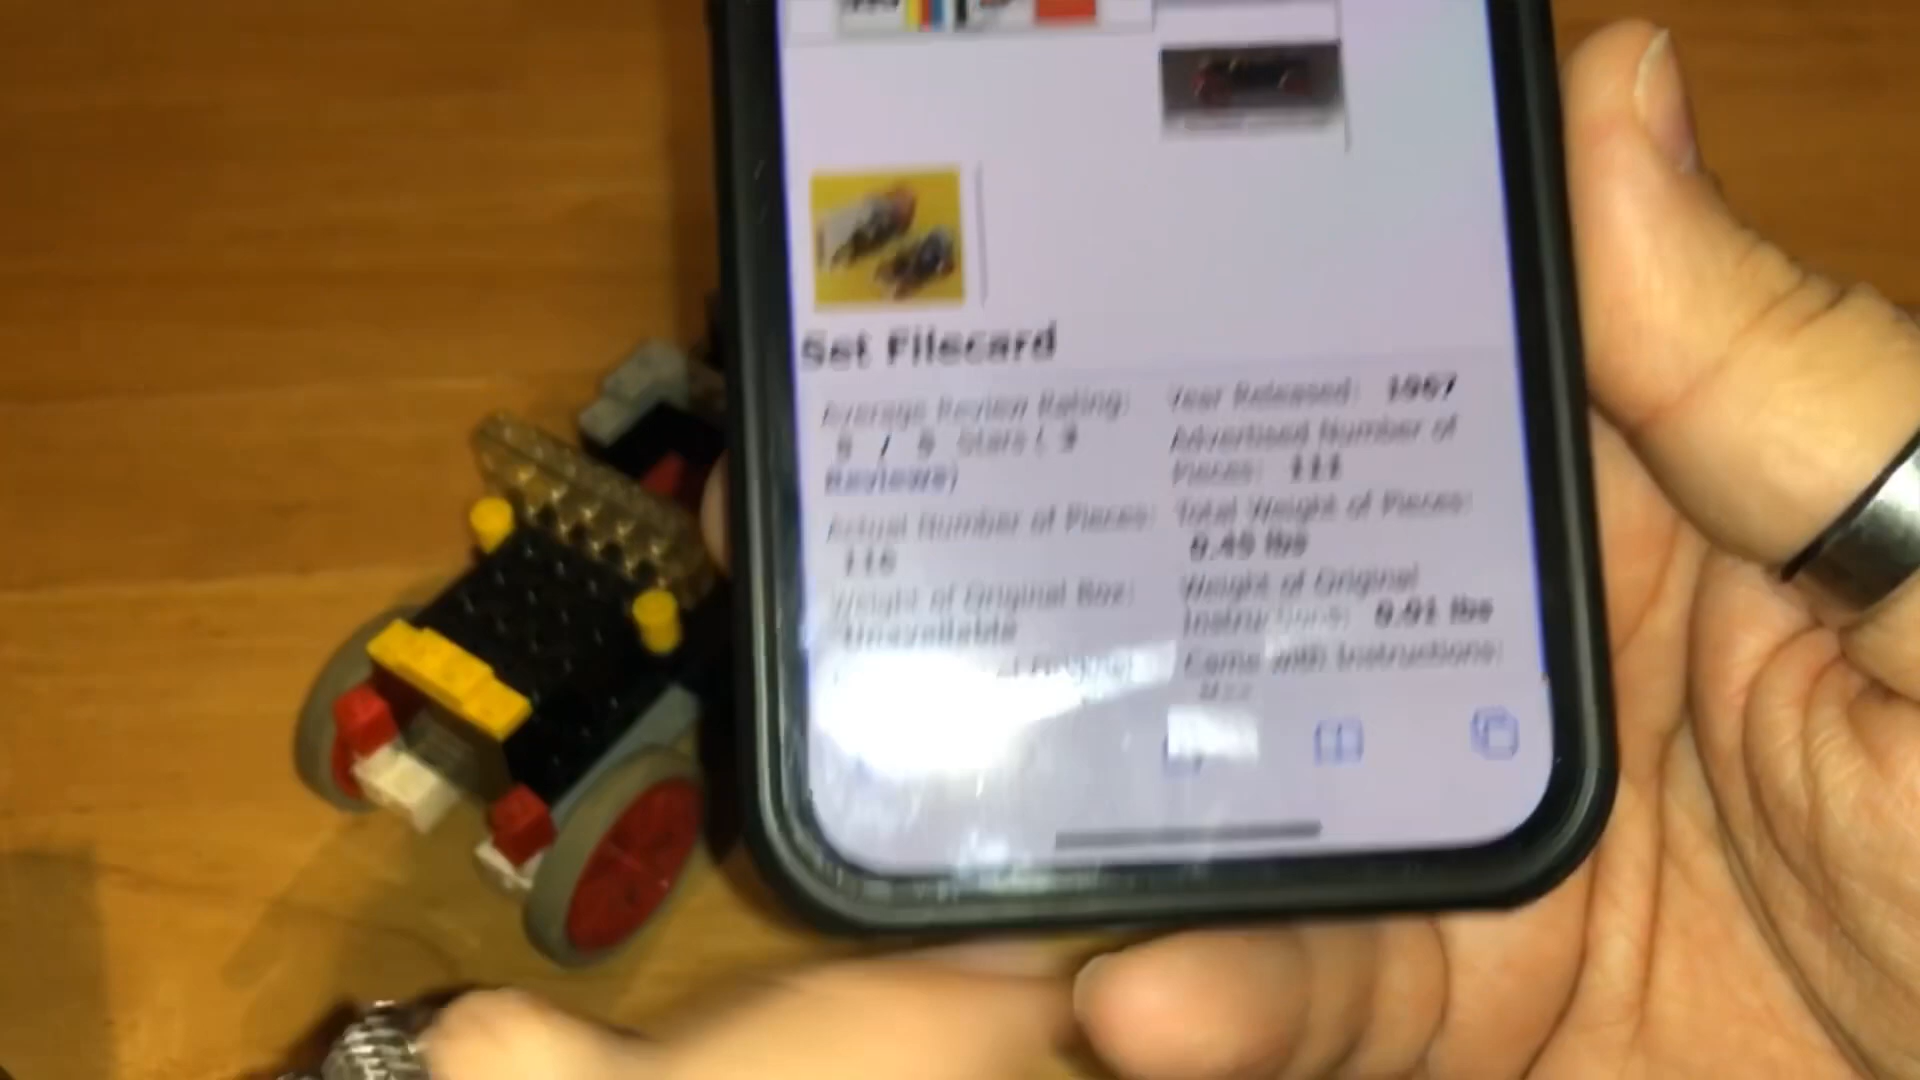 Set Filecard
Average Review Rating:
5 / 5 Stars ( 3
Reviews)
Actual Number of Pieces:
116
Weight of Original Box:
Unavailable
of Original
Year Released: 1967
Advertised Number of
Pieces: 111
Total Weight of Pieces:
0.45 lbs
Weight of Original
Instructions: 0.01 lbs
Came with Instructions: